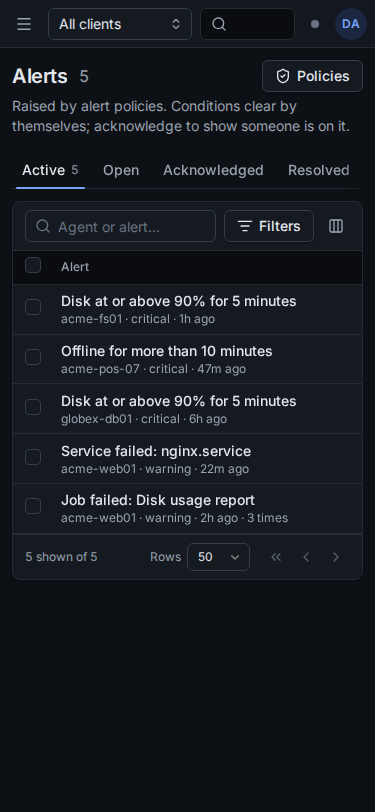 All clients
DA
Alerts 5
Policies
Raised by alert policies. Conditions clear by
themselves; acknowledge to show someone is on it.
Active 5 Open Acknowledged Resolved
Agent or alert...
Filters
Alert
Disk at or above 90% for 5 minutes
acme-fs01 · critical · 1h ago
Offline for more than 10 minutes
acme-pos-07 · critical · 47m ago
Disk at or above 90% for 5 minutes
globex-db01 · critical · 6h ago
Service failed: nginx.service
acme-web01 · warning · 22m ago
Job failed: Disk usage report
acme-web01 · warning · 2h ago · 3 times
5 shown of 5 Rows 50